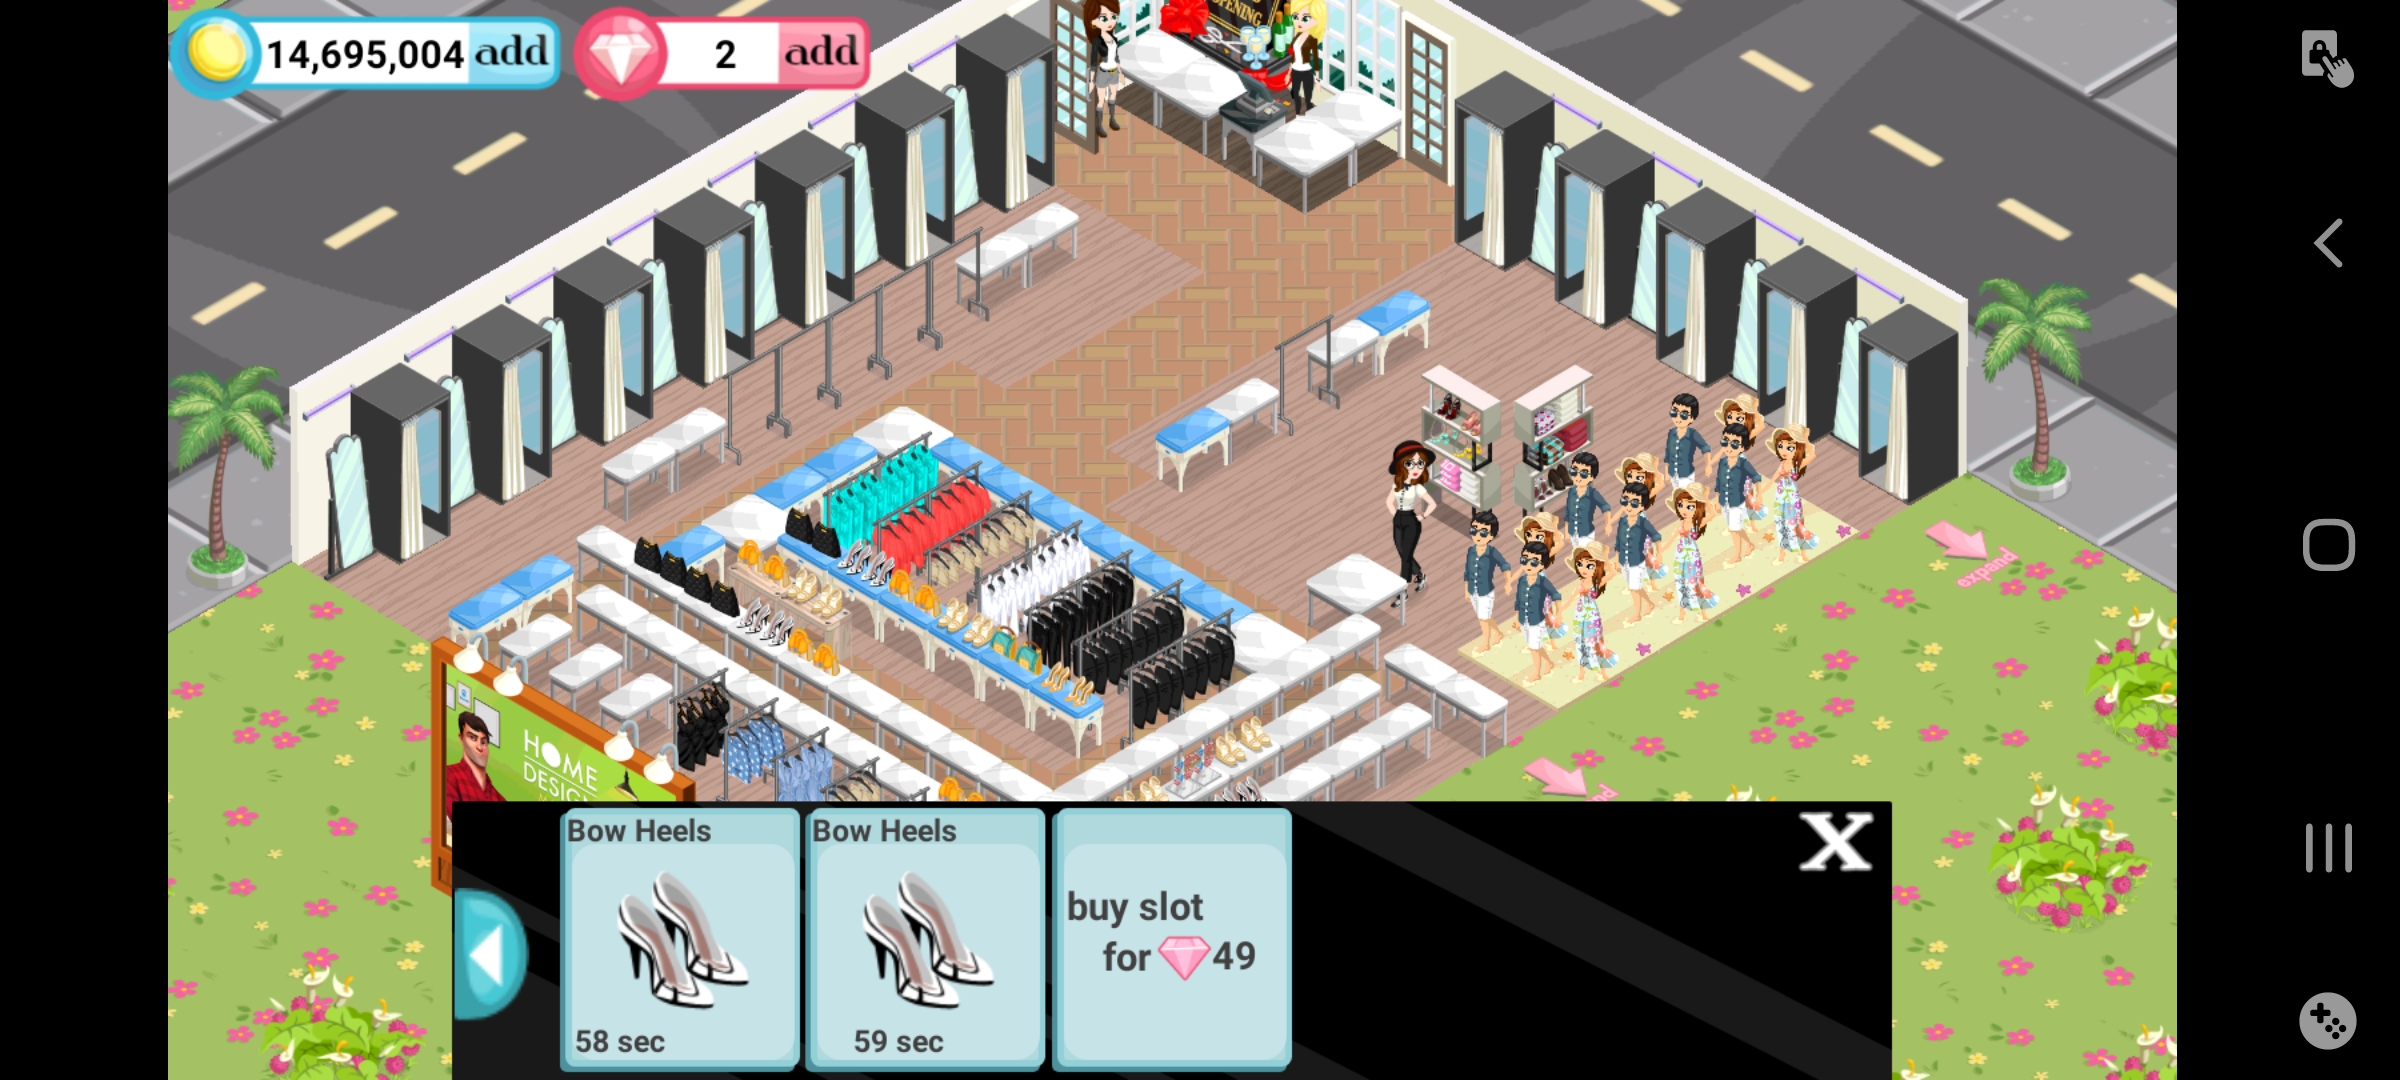 14,695,004 add
2 add
OPENING
expand
HOME
DESIGN
Bow Heels
58 sec
Bow Heels
59 sec
buy slot
for 49
X